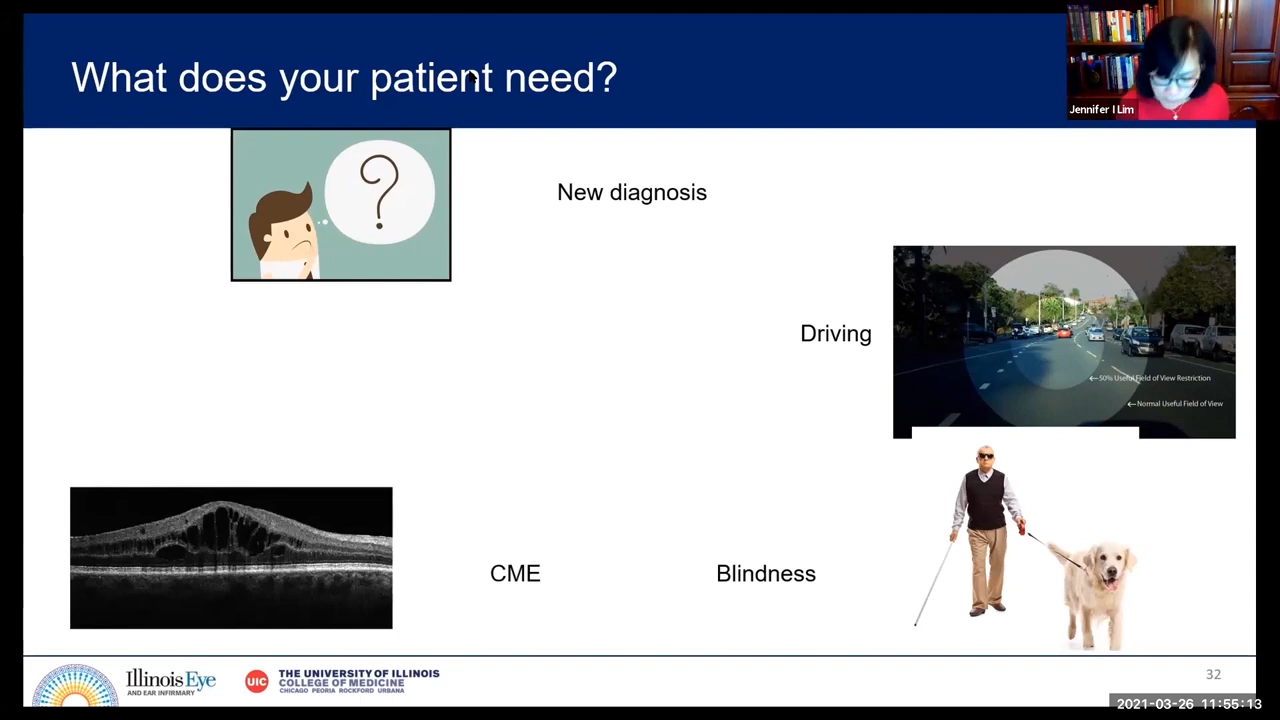 What does your patient need?
Jennifer I Lim
?
New diagnosis
Driving
←50% Useful Field of View Restriction
←Normal Useful Field of View
CME
Blindness
Illinois Eye
AND EAR INFIRMARY
UIC
THE UNIVERSITY OF ILLINOIS
COLLEGE OF MEDICINE
CHICAGO PEORIA ROCKFORD URBANA
32
2021-03-26 11:55:13